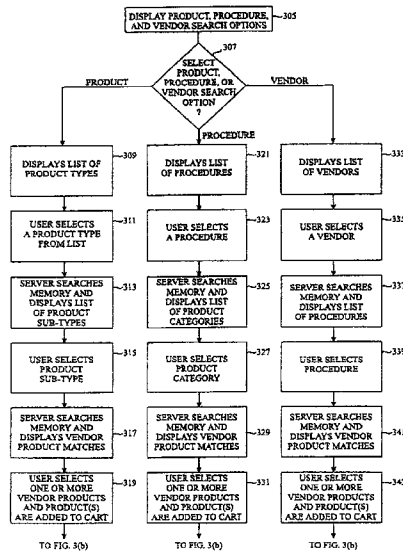 DISPLAY PRODUCT, PROCEDURE,
AND VENDOR SEARCH OPTIONS
305
307
SELECT
PRODUCT,
PROCEDURE, OR
VENDOR SEARCH
OPTION
?
PRODUCT
VENDOR
PROCEDURE
DISPLAYS LIST OF
PRODUCT TYPES
309
USER SELECTS
A PRODUCT TYPE
FROM LIST
311
SERVER SEARCHES
MEMORY AND
DISPLAYS LIST
OF PRODUCT
SUB-TYPES
313
USER SELECTS
PRODUCT
SUB-TYPE
315
SERVER SEARCHES
MEMORY AND
DISPLAYS VENDOR
PRODUCT MATCHES
317
USER SELECTS
ONE OR MORE
VENDOR PRODUCTS
AND PRODUCT(S)
ARE ADDED TO CART
319
TO FIG. 3(b)
DISPLAYS LIST
OF PROCEDURES
321
USER SELECTS
A PROCEDURE
323
SERVER SEARCHES
MEMORY AND
DISPLAYS LIST
OF PRODUCT
CATEGORIES
325
USER SELECTS
PRODUCT
CATEGORY
327
SERVER SEARCHES
MEMORY AND
DISPLAYS VENDOR
PRODUCT MATCHES
329
USER SELECTS
ONE OR MORE
VENDOR PRODUCTS
AND PRODUCT(S)
ARE ADDED TO CART
331
TO FIG. 3(b)
DISPLAYS LIST
OF VENDORS
USER SELECTS
A VENDOR
SERVER SEARCHES
MEMORY AND
DISPLAYS LIST
OF PROCEDURES
USER SELECTS
PROCEDURE
SERVER SEARCHES
MEMORY AND
DISPLAYS VENDOR
PRODUCT MATCHES
USER SELECTS
ONE OR MORE
VENDOR PRODUCTS
AND PRODUCT(S)
ARE ADDED TO CART
TO FIG. 3(b)